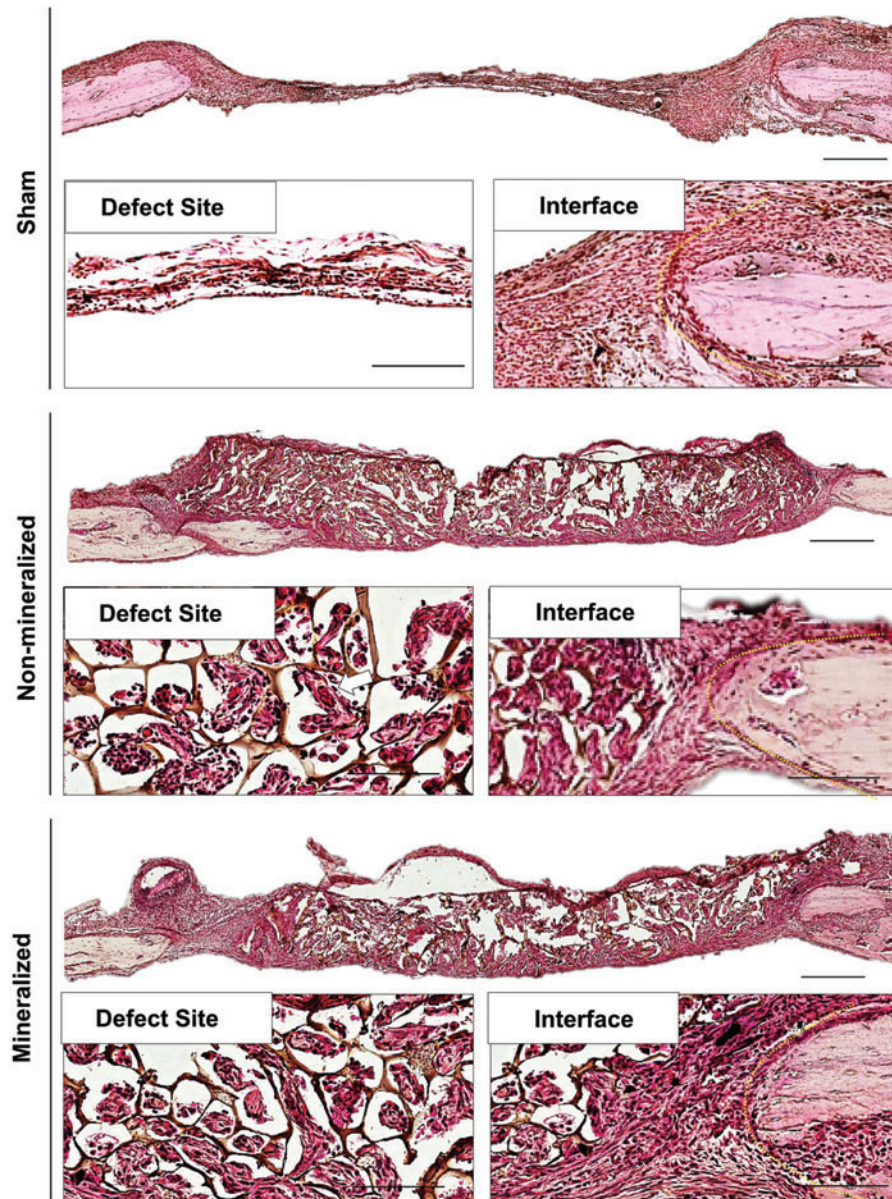 Sham
Defect Site
Interface
Non-mineralized
Defect Site
Interface
Mineralized
Defect Site
Interface